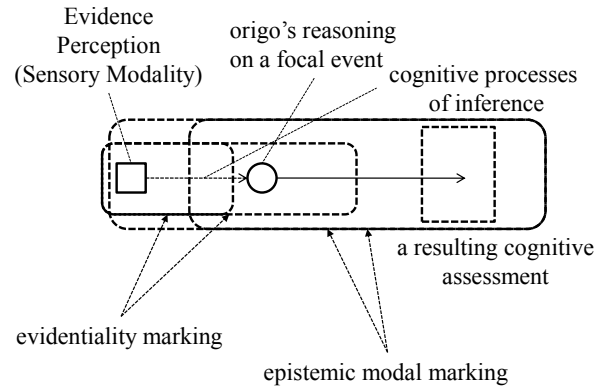 Evidence
Perception
(Sensory Modality)
origo's reasoning
on a focal event
cognitive processes
of inference
a resulting cognitive
assessment
evidentiality marking
epistemic modal marking